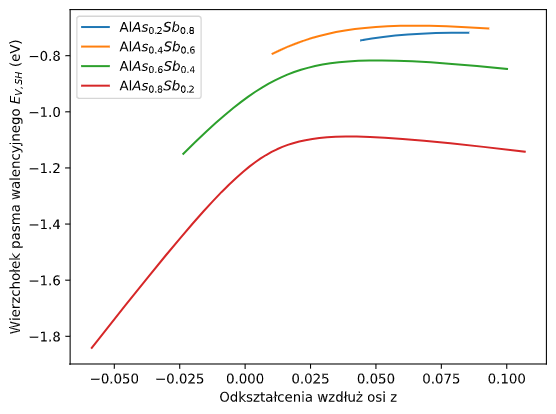 AlAs0.2Sb0.8
AlAs0.4Sb0.6
AlAs0.6Sb0.4
AlAs0.8Sb0.2
Wierzchołek pasma walencyjnego E_V,SH (eV)
−0.8
−1.0
−1.2
−1.4
−1.6
−1.8
−0.050 −0.025 0.000 0.025 0.050 0.075 0.100
Odkształcenia wzdłuż osi z